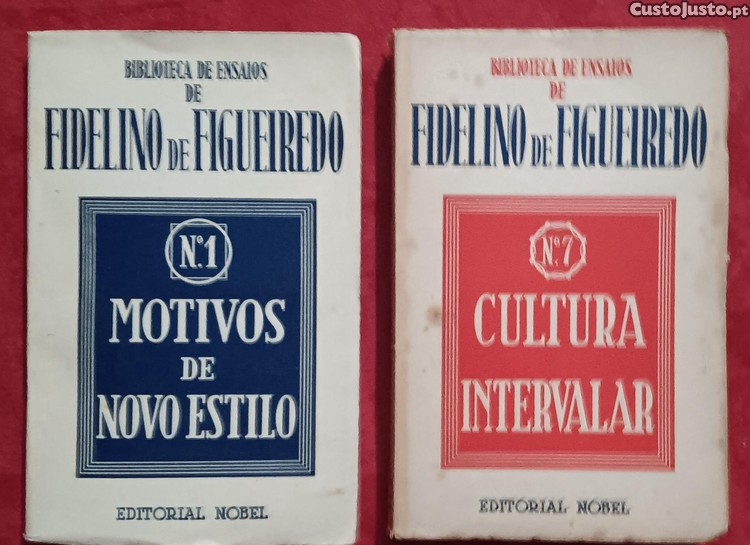 CustoJusto.pt
BIBLIOTECA DE ENSAIOS
DE
FIDELINO DE FIGUEIREDO
Nº1
MOTIVOS
DE
NOVO ESTILO
EDITORIAL NOBEL
BIBLIOTECA DE ENSAIOS
DE
FIDELINO DE FIGUEIREDO
Nº7
CULTURA
INTERVALAR
EDITORIAL NOBEL